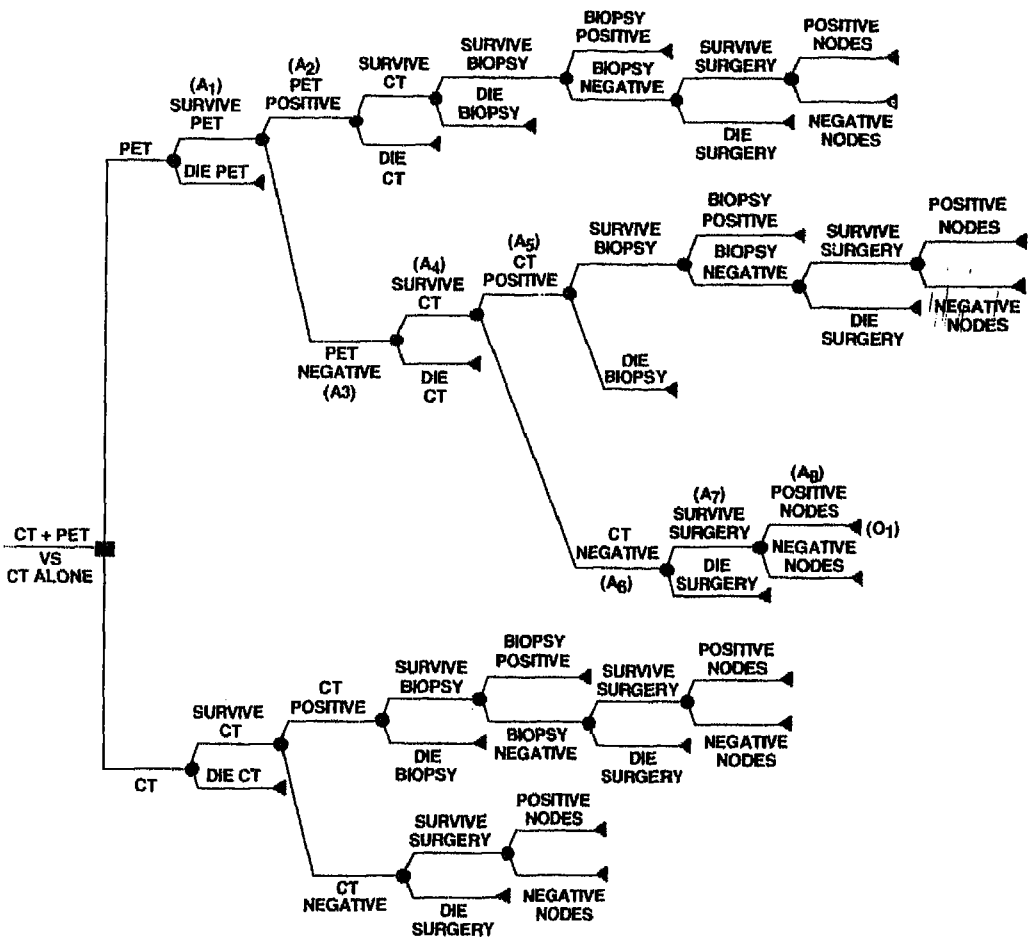 BIOPSY
POSITIVE
POSITIVE
NODES
SURVIVE
BIOPSY
SURVIVE
SURGERY
(A1)
SURVIVE
PET
(A2)
PET
POSITIVE
SURVIVE
CT
BIOPSY
NEGATIVE
DIE
BIOPSY
NEGATIVE
NODES
DIE
SURGERY
PET
DIE PET
DIE
CT
BIOPSY
POSITIVE
POSITIVE
NODES
SURVIVE
BIOPSY
SURVIVE
SURGERY
(A4)
SURVIVE
CT
(A5)
CT
POSITIVE
BIOPSY
NEGATIVE
NEGATIVE
NODES
DIE
SURGERY
PET
NEGATIVE
(A3)
DIE
CT
DIE
BIOPSY
CT + PET
VS
CT ALONE
CT
NEGATIVE
(A6)
(A7)
SURVIVE
SURGERY
(A8)
POSITIVE
NODES
(O1)
DIE
SURGERY
NEGATIVE
NODES
BIOPSY
POSITIVE
POSITIVE
NODES
SURVIVE
BIOPSY
SURVIVE
SURGERY
SURVIVE
CT
CT
POSITIVE
BIOPSY
NEGATIVE
NEGATIVE
NODES
DIE
BIOPSY
DIE
SURGERY
CT
DIE CT
POSITIVE
NODES
SURVIVE
SURGERY
CT
NEGATIVE
DIE
SURGERY
NEGATIVE
NODES